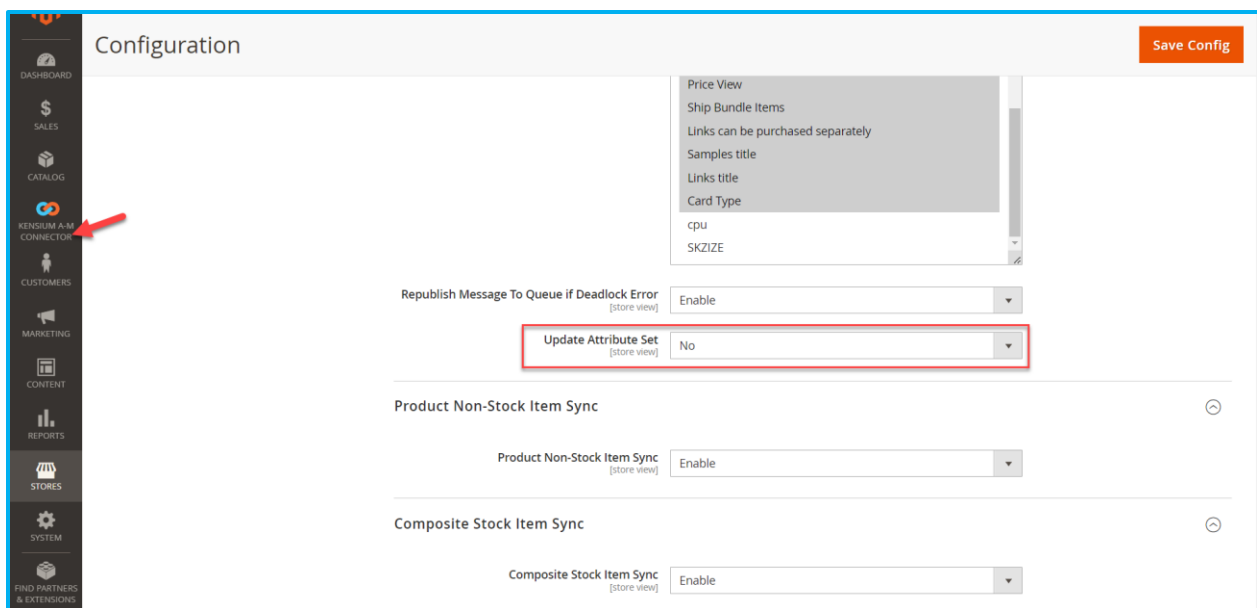 Configuration
Save Config
DASHBOARD
SALES
CATALOG
KENSIUM A-M
CONNECTOR
CUSTOMERS
MARKETING
CONTENT
REPORTS
STORES
SYSTEM
FIND PARTNERS
& EXTENSIONS
Price View
Ship Bundle Items
Links can be purchased separately
Samples title
Links title
Card Type
cpu
SKZIZE
Republish Message To Queue if Deadlock Error
[store view]
Enable
Update Attribute Set
[store view]
No
Product Non-Stock Item Sync
Product Non-Stock Item Sync
[store view]
Enable
Composite Stock Item Sync
Composite Stock Item Sync
[store view]
Enable